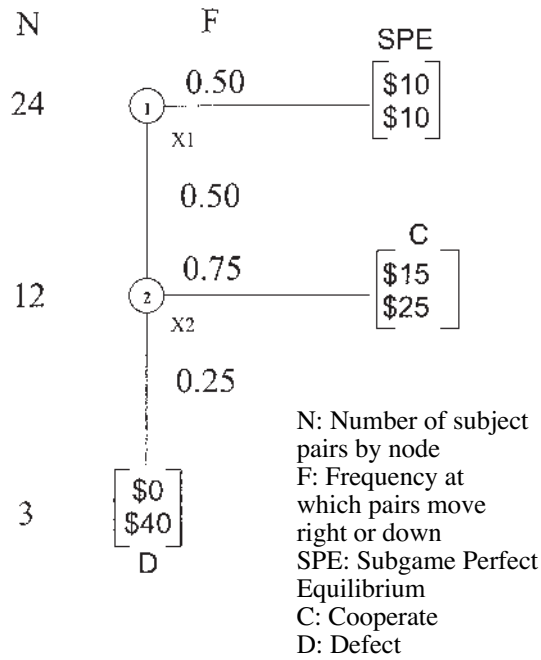 N F
SPE
24 1 0.50 $10
$10
X1
0.50
C
12 2 0.75 $15
$25
X2
0.25
N: Number of subject
pairs by node
F: Frequency at
which pairs move
right or down
SPE: Subgame Perfect
Equilibrium
C: Cooperate
D: Defect
3 $0
$40
D